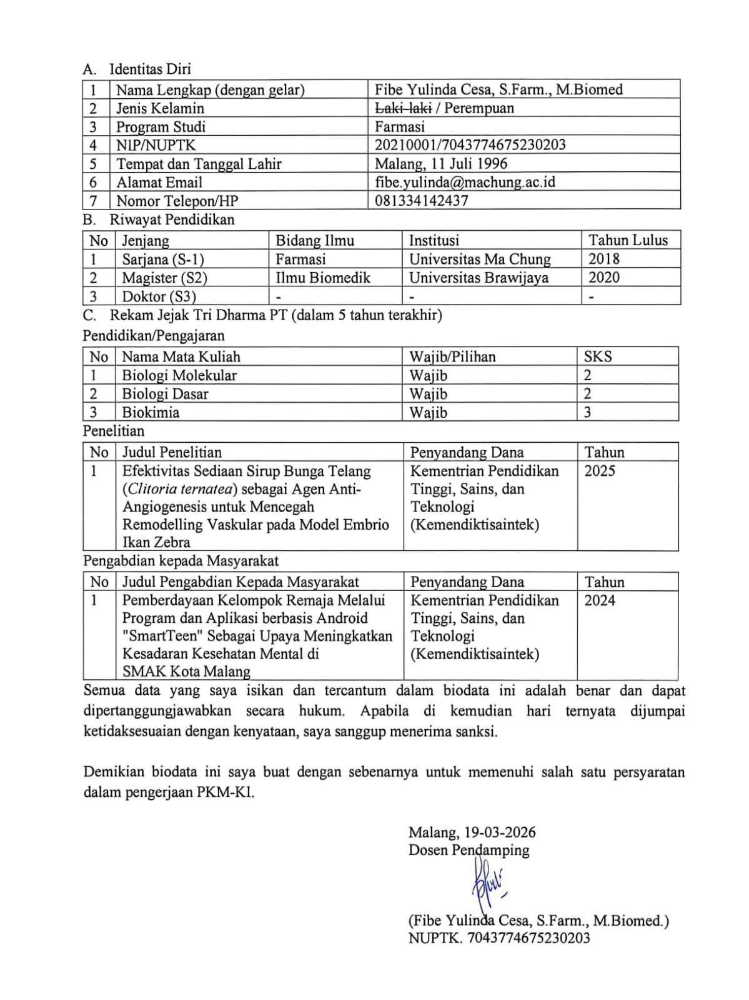 A. Identitas Diri
1 Nama Lengkap (dengan gelar) Fibe Yulinda Cesa, S.Farm., M.Biomed
2 Jenis Kelamin Laki-laki / Perempuan
3 Program Studi Farmasi
4 NIP/NUPTK 20210001/7043774675230203
5 Tempat dan Tanggal Lahir Malang, 11 Juli 1996
6 Alamat Email fibe.yulinda@machung.ac.id
7 Nomor Telepon/HP 081334142437
B. Riwayat Pendidikan
No Jenjang Bidang Ilmu Institusi Tahun Lulus
1 Sarjana (S-1) Farmasi Universitas Ma Chung 2018
2 Magister (S2) Ilmu Biomedik Universitas Brawijaya 2020
3 Doktor (S3) - - -
C. Rekam Jejak Tri Dharma PT (dalam 5 tahun terakhir)
Pendidikan/Pengajaran
No Nama Mata Kuliah Wajib/Pilihan SKS
1 Biologi Molekular Wajib 2
2 Biologi Dasar Wajib 2
3 Biokimia Wajib 3
Penelitian
No Judul Penelitian Penyandang Dana Tahun
1 Efektivitas Sediaan Sirup Bunga Telang Kementrian Pendidikan 2025
(Clitoria ternatea) sebagai Agen Anti- Tinggi, Sains, dan
Angiogenesis untuk Mencegah Teknologi
Remodelling Vaskular pada Model Embrio (Kemendiktisaintek)
Ikan Zebra
Pengabdian kepada Masyarakat
No Judul Pengabdian Kepada Masyarakat Penyandang Dana Tahun
1 Pemberdayaan Kelompok Remaja Melalui Kementrian Pendidikan 2024
Program dan Aplikasi berbasis Android Tinggi, Sains, dan
"SmartTeen" Sebagai Upaya Meningkatkan Teknologi
Kesadaran Kesehatan Mental di (Kemendiktisaintek)
SMAK Kota Malang
Semua data yang saya isikan dan tercantum dalam biodata ini adalah benar dan dapat
dipertanggungjawabkan secara hukum. Apabila di kemudian hari ternyata dijumpai
ketidaksesuaian dengan kenyataan, saya sanggup menerima sanksi.
Demikian biodata ini saya buat dengan sebenarnya untuk memenuhi salah satu persyaratan
dalam pengerjaan PKM-KI.
Malang, 19-03-2026
Dosen Pendamping
(Fibe Yulinda Cesa, S.Farm., M.Biomed.)
NUPTK. 7043774675230203